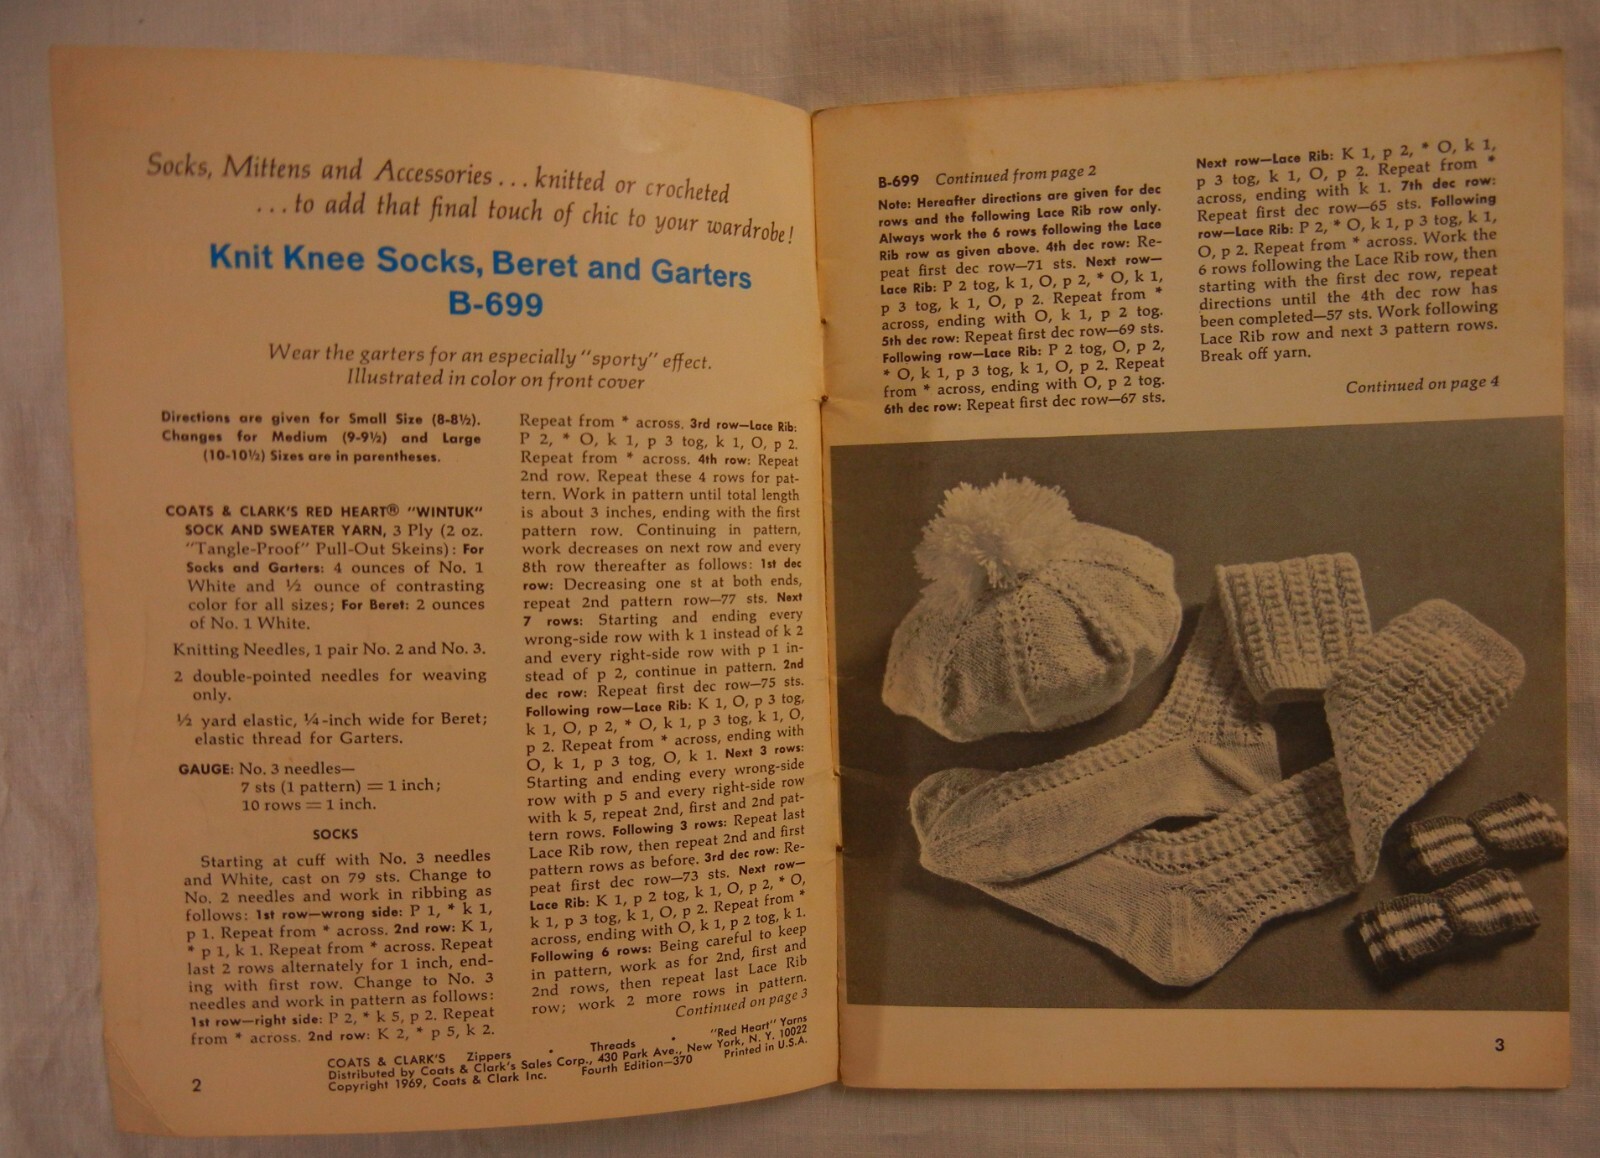 Socks, Mittens and Accessories . . . knitted or crocheted
. . . to add that final touch of chic to your wardrobe!
Knit Knee Socks, Beret and Garters
B-699
Wear the garters for an especially "sporty" effect.
Illustrated in color on front cover
Directions are given for Small Size (8-8½).
Changes for Medium (9-9½) and Large
(10-10½) Sizes are in parentheses.
COATS & CLARK'S RED HEART® "WINTUK"
SOCK AND SWEATER YARN, 3 Ply (2 oz.
"Tangle-Proof" Pull-Out Skeins): For
Socks and Garters: 4 ounces of No. 1
White and ½ ounce of contrasting
color for all sizes; For Beret: 2 ounces
of No. 1 White.
Knitting Needles, 1 pair No. 2 and No. 3.
2 double-pointed needles for weaving
only.
½ yard elastic, ¼-inch wide for Beret;
elastic thread for Garters.
GAUGE: No. 3 needles—
7 sts (1 pattern) = 1 inch;
10 rows = 1 inch.
SOCKS
Starting at cuff with No. 3 needles
and White, cast on 79 sts. Change to
No. 2 needles and work in ribbing as
follows: 1st row—wrong side: P 1, * k 1,
p 1. Repeat from * across. 2nd row: K 1,
* p 1, k 1. Repeat from * across. Repeat
last 2 rows alternately for 1 inch, end-
ing with first row. Change to No. 3
needles and work in pattern as follows:
1st row—right side: P 2, * k 5, p 2. Repeat
from * across. 2nd row: K 2, * p 5, k 2.
Repeat from * across. 3rd row—Lace Rib:
P 2, * O, k 1, p 3 tog, k 1, O, p 2.
Repeat from * across. 4th row: Repeat
2nd row. Repeat these 4 rows for pat-
tern. Work in pattern until total length
is about 3 inches, ending with the first
pattern row. Continuing in pattern,
work decreases on next row and every
8th row thereafter as follows: 1st dec
row: Decreasing one st at both ends,
repeat 2nd pattern row—77 sts. Next
7 rows: Starting and ending every
wrong-side row with k 1 instead of k 2
and every right-side row with p 1 in-
stead of p 2, continue in pattern. 2nd
dec row: Repeat first dec row—75 sts.
Following row—Lace Rib: K 1, O, p 3 tog,
k 1, O, p 2, * O, k 1, p 3 tog, k 1, O,
p 2. Repeat from * across, ending with
O, k 1, p 3 tog, O, k 1. Next 3 rows:
Starting and ending every wrong-side
row with p 5 and every right-side row
with k 5, repeat 2nd, first and 2nd pat-
tern rows. Following 3 rows: Repeat last
Lace Rib row, then repeat 2nd and first
pattern rows as before. 3rd dec row: Re-
peat first dec row—73 sts. Next row—
Lace Rib: K 1, p 2 tog, k 1, O, p 2, * O,
k 1, p 3 tog, k 1, O, p 2. Repeat from *
across, ending with O, k 1, p 2 tog, k 1.
Following 6 rows: Being careful to keep
in pattern, work as for 2nd, first and
2nd rows, then repeat last Lace Rib
row; work 2 more rows in pattern.
Continued on page 3
COATS & CLARK'S Zippers • Threads • "Red Heart" Yarns
Distributed by Coats & Clark's Sales Corp., 430 Park Ave., New York, N. Y. 10022
Copyright 1969, Coats & Clark Inc. Fourth Edition—370 Printed in U.S.A.
2
B-699 Continued from page 2
Note: Hereafter directions are given for dec
rows and the following Lace Rib row only.
Always work the 6 rows following the Lace
Rib row as given above. 4th dec row: Re-
peat first dec row—71 sts. Next row—
Lace Rib: P 2 tog, k 1, O, p 2, * O, k 1,
p 3 tog, k 1, O, p 2. Repeat from *
across, ending with O, k 1, p 2 tog.
5th dec row: Repeat first dec row—69 sts.
Following row—Lace Rib: P 2 tog, O, p 2,
* O, k 1, p 3 tog, k 1, O, p 2. Repeat
from * across, ending with O, p 2 tog.
6th dec row: Repeat first dec row—67 sts.
Next row—Lace Rib: K 1, p 2, * O, k 1,
p 3 tog, k 1, O, p 2. Repeat from *
across, ending with k 1. 7th dec row:
Repeat first dec row—65 sts. Following
row—Lace Rib: P 2, * O, k 1, p 3 tog, k 1,
O, p 2. Repeat from * across. Work the
6 rows following the Lace Rib row, then
starting with the first dec row, repeat
directions until the 4th dec row has
been completed—57 sts. Work following
Lace Rib row and next 3 pattern rows.
Break off yarn.
Continued on page 4
3